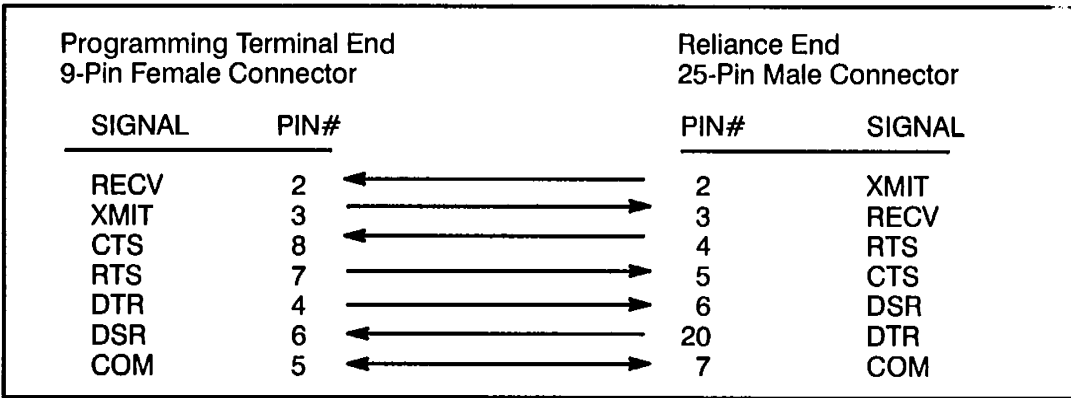 Programming Terminal End Reliance End
9-Pin Female Connector 25-Pin Male Connector
SIGNAL PIN# PIN# SIGNAL
RECV 2 2 XMIT
XMIT 3 3 RECV
CTS 8 4 RTS
RTS 7 5 CTS
DTR 4 6 DSR
DSR 6 20 DTR
COM 5 7 COM